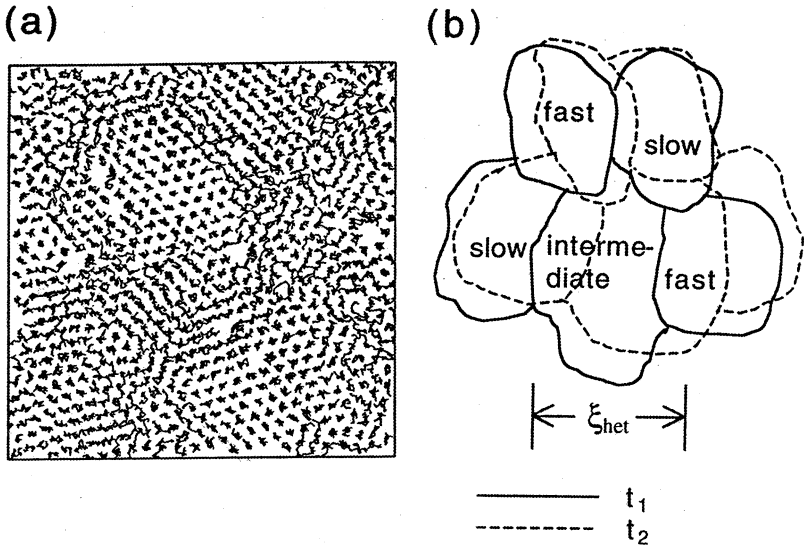 (a)
(b)
fast
slow
slow
interme-
diate
fast
ξhet
t1
t2